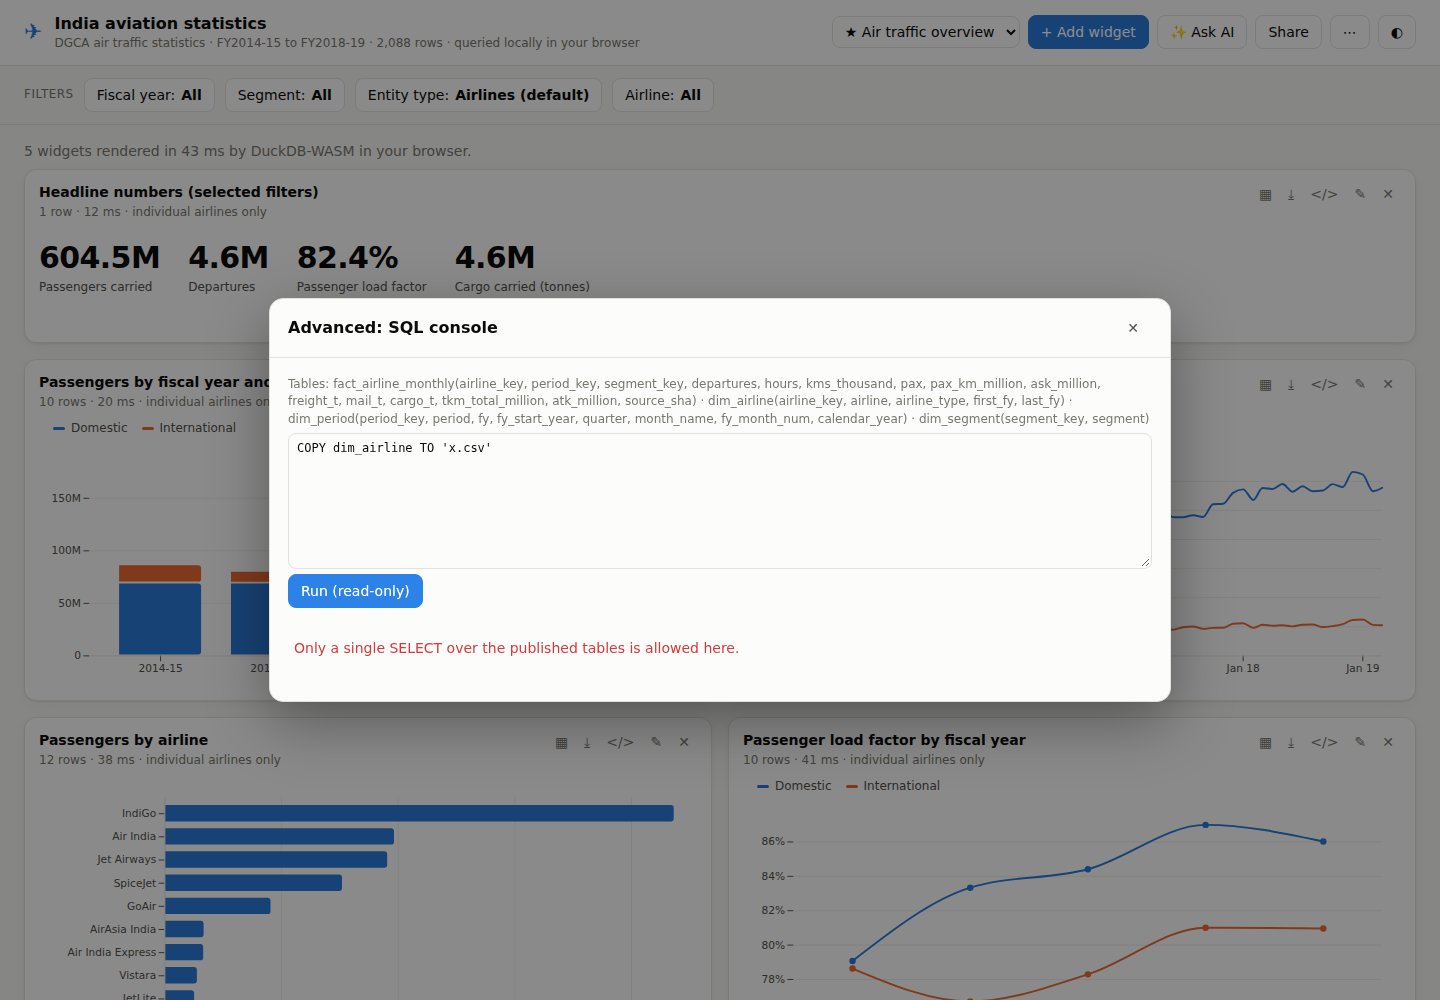 ✈ India aviation statistics
DGCA air traffic statistics · FY2014-15 to FY2018-19 · 2,088 rows · queried locally in your browser
★ Air traffic overview
+ Add widget
✨ Ask AI
Share
⋯
◐
FILTERS
Fiscal year: All
Segment: All
Entity type: Airlines (default)
Airline: All
5 widgets rendered in 43 ms by DuckDB-WASM in your browser.
Headline numbers (selected filters)
1 row · 12 ms · individual airlines only
▦ ⤓ </> ✎ ✕
604.5M
Passengers carried
4.6M
Departures
82.4%
Passenger load factor
4.6M
Cargo carried (tonnes)
Advanced: SQL console
✕
Tables: fact_airline_monthly(airline_key, period_key, segment_key, departures, hours, kms_thousand, pax, pax_km_million, ask_million,
freight_t, mail_t, cargo_t, tkm_total_million, atk_million, source_sha) · dim_airline(airline_key, airline, airline_type, first_fy, last_fy) ·
dim_period(period_key, period, fy, fy_start_year, quarter, month_name, fy_month_num, calendar_year) · dim_segment(segment_key, segment)
COPY dim_airline TO 'x.csv'
Run (read-only)
Only a single SELECT over the published tables is allowed here.
Passengers by fiscal year and
10 rows · 20 ms · individual airlines on
Domestic
International
150M
100M
50M
0
2014-15
201
▦ ⤓ </> ✎ ✕
Jan 18
Jan 19
Passengers by airline
12 rows · 38 ms · individual airlines only
▦ ⤓ </> ✎ ✕
IndiGo
Air India
Jet Airways
SpiceJet
GoAir
AirAsia India
Air India Express
Vistara
JetLite
Passenger load factor by fiscal year
10 rows · 41 ms · individual airlines only
▦ ⤓ </> ✎ ✕
Domestic
International
86%
84%
82%
80%
78%